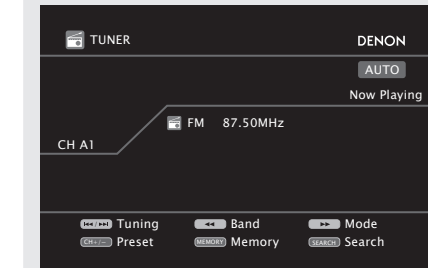 TUNER DENON
AUTO
Now Playing
FM 87.50MHz
CH A1
⏮/⏭ Tuning ◀◀ Band ▶▶ Mode
CH+/− Preset MEMORY Memory SEARCH Search